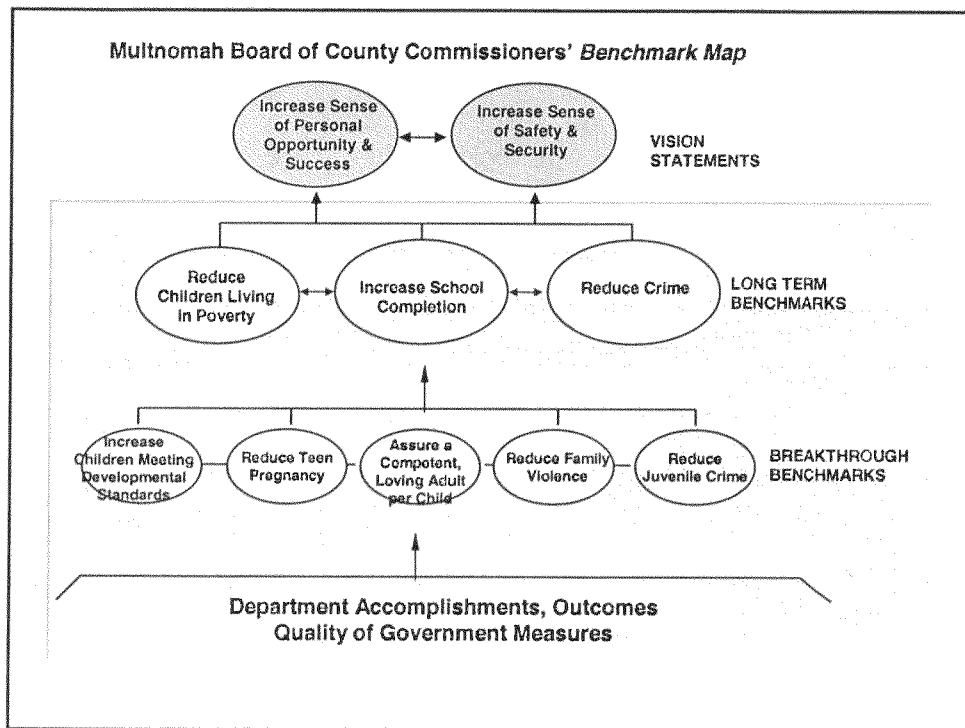 Multnomah Board of County Commissioners' Benchmark Map
Increase Sense
of Personal
Opportunity &
Success
Increase Sense
of Safety &
Security
VISION
STATEMENTS
Reduce
Children Living
in Poverty
Increase School
Completion
Reduce Crime
LONG TERM
BENCHMARKS
Increase
Children Meeting
Developmental
Standards
Reduce Teen
Pregnancy
Assure a
Competent,
Loving Adult
per Child
Reduce Family
Violence
Reduce
Juvenile Crime
BREAKTHROUGH
BENCHMARKS
Department Accomplishments, Outcomes
Quality of Government Measures